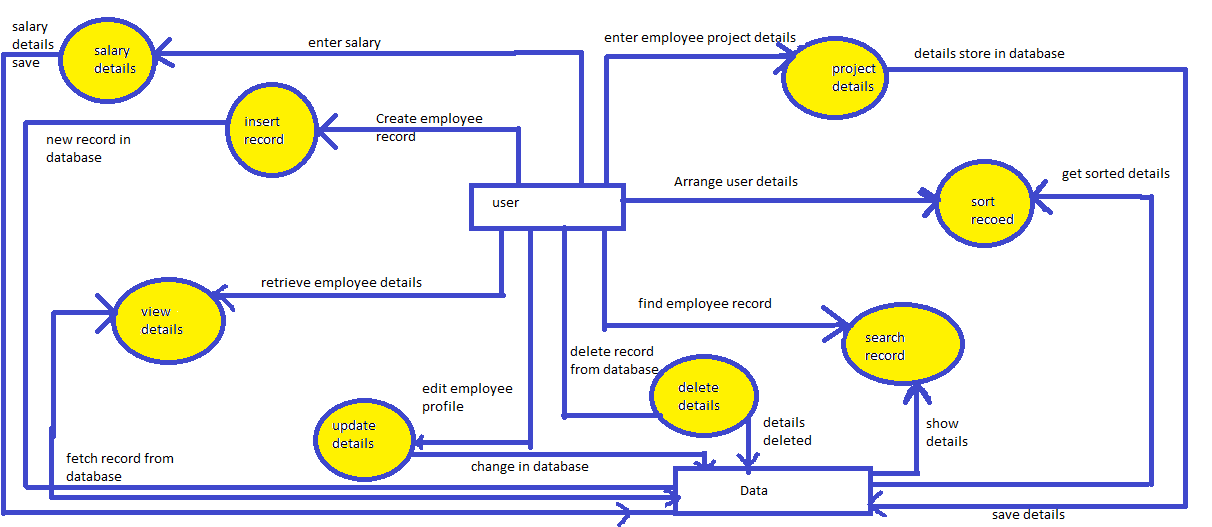 salary
details
save
salary
details
enter salary
enter employee project details
project
details
details store in database
insert
record
Create employee
record
new record in
database
user
Arrange user details
sort
recoed
get sorted details
retrieve employee details
view
details
find employee record
search
record
delete record
from database
delete
details
edit employee
profile
update
details
details
deleted
show
details
fetch record from
database
change in database
Data
save details